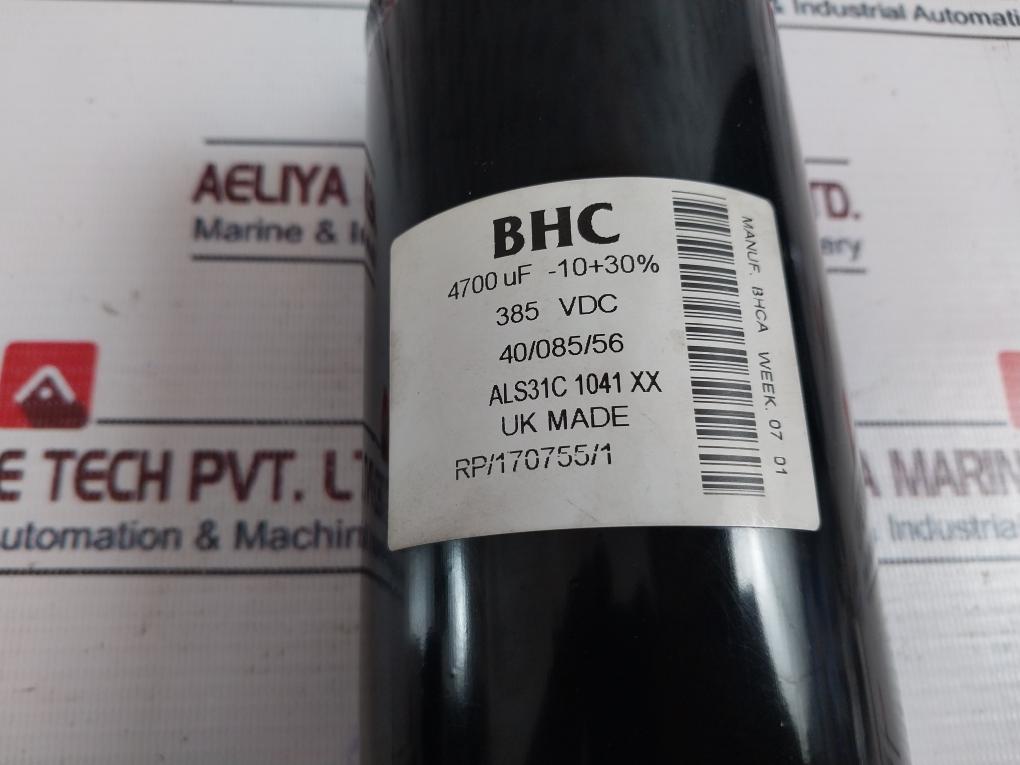 & Industrial Automati
AELIYA
Marine & I
TD.
ery
BHC
4700 uF -10+30%
385 VDC
40/085/56
ALS31C 1041 XX
UK MADE
RP/170755/1
MANUF. BHCA WEEK. 07 01
E TECH PVT. LT
utomation & Machin
A MARIN
& Industria